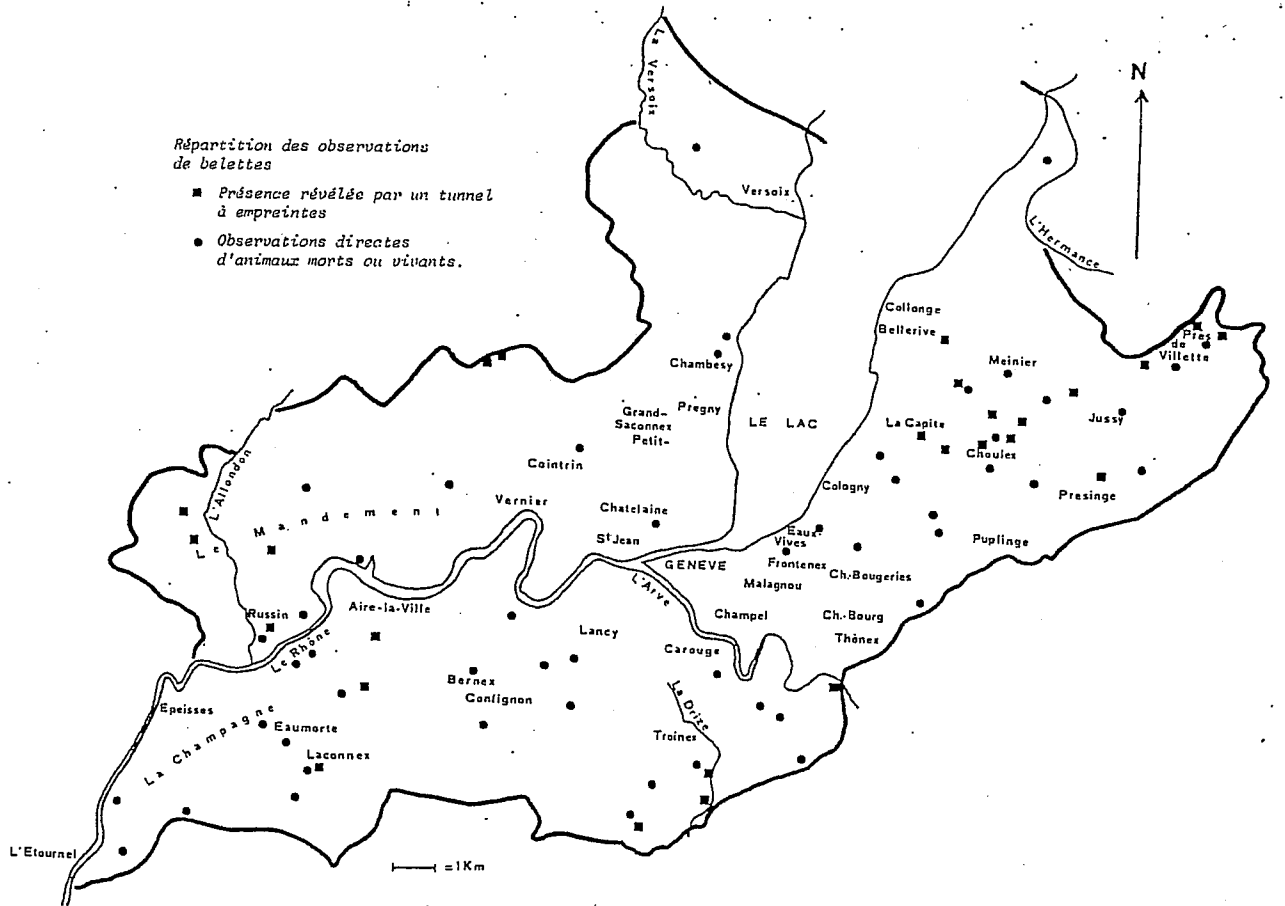 La Versoix
N
Répartition des observations
de belettes
Présence révélée par un tunnel
à empreintes
Observations directes
d'animaux morts ou vivants.
Versoix
L'Hermance
Collonge
Bellerive
Pres
de
Villette
Chambesy
Meinier
Grand-
Saconnex
Petit-
Pregny
LE LAC
La Capite
Jussy
Choulex
Cointrin
L'Allondon
Cologny
Presinge
Vernier
Le Mandement
Chatelaine
St Jean
Eaux-
Vives
Puplinge
GENEVE
Frontenex
Ch.-Bougeries
L'Arve
Malagnou
Russin
Aire-la-Ville
Champel
Ch.-Bourg
Thônex
Lancy
Carouge
Le Rhône
Bernex
Confignon
La Drize
Epeisses
La Champagne
Eaumorte
Troinex
Laconnex
L'Etournel
=1Km